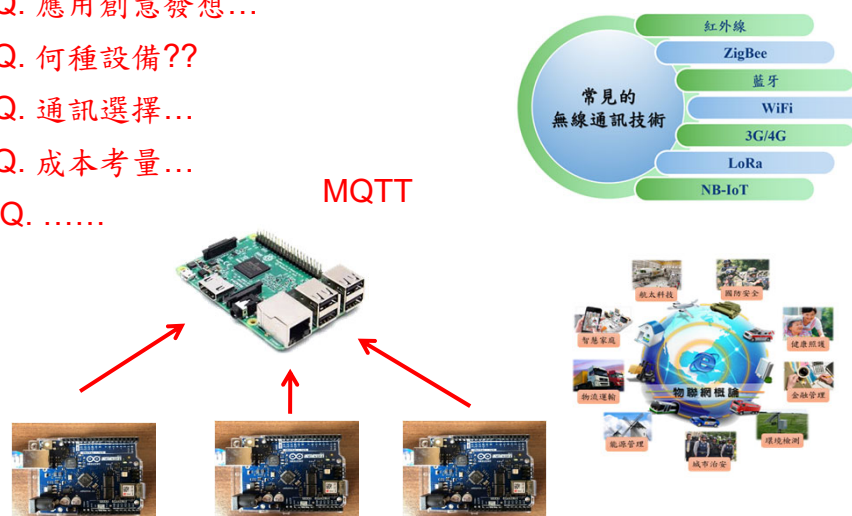 Q. 應用創意發想…
Q. 何種設備??
Q. 通訊選擇…
Q. 成本考量…
Q. ……
MQTT
常見的
無線通訊技術
紅外線
ZigBee
藍牙
WiFi
3G/4G
LoRa
NB-IoT
航太科技
國防安全
智慧家庭
健康照護
物流運輸
物聯網概論
金融管理
能源管理
環境檢測
城市治安